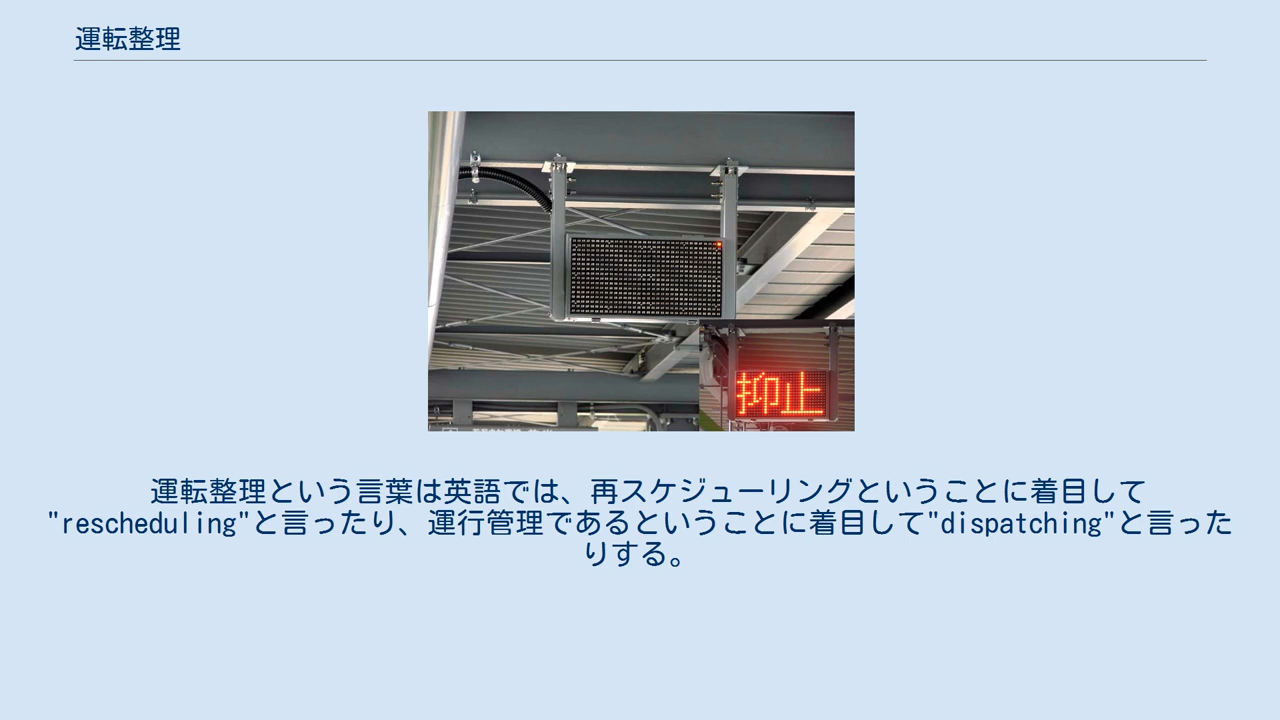 運転整理
抑止
運転整理という言葉は英語では、再スケジューリングということに着目して
"rescheduling"と言ったり、運行管理であるということに着目して"dispatching"と言った
りする。